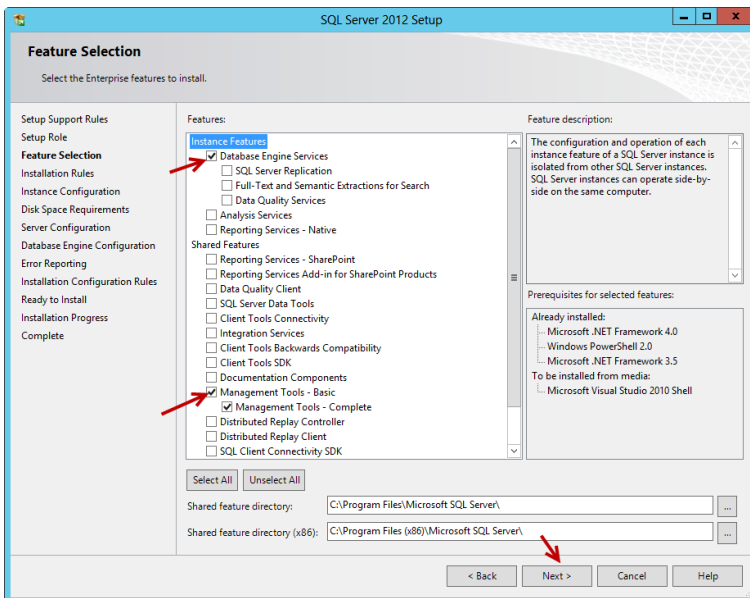 SQL Server 2012 Setup
Feature Selection
Select the Enterprise features to install.
Setup Support Rules
Setup Role
Feature Selection
Installation Rules
Instance Configuration
Disk Space Requirements
Server Configuration
Database Engine Configuration
Error Reporting
Installation Configuration Rules
Ready to Install
Installation Progress
Complete
Features:
Instance Features
Database Engine Services
SQL Server Replication
Full-Text and Semantic Extractions for Search
Data Quality Services
Analysis Services
Reporting Services - Native
Shared Features
Reporting Services - SharePoint
Reporting Services Add-in for SharePoint Products
Data Quality Client
SQL Server Data Tools
Client Tools Connectivity
Integration Services
Client Tools Backwards Compatibility
Client Tools SDK
Documentation Components
Management Tools - Basic
Management Tools - Complete
Distributed Replay Controller
Distributed Replay Client
SQL Client Connectivity SDK
Feature description:
The configuration and operation of each
instance feature of a SQL Server instance is
isolated from other SQL Server instances.
SQL Server instances can operate side-by-
side on the same computer.
Prerequisites for selected features:
Already installed:
Microsoft .NET Framework 4.0
Windows PowerShell 2.0
Microsoft .NET Framework 3.5
To be installed from media:
Microsoft Visual Studio 2010 Shell
Select All
Unselect All
Shared feature directory:
C:\Program Files\Microsoft SQL Server\
...
Shared feature directory (x86):
C:\Program Files (x86)\Microsoft SQL Server\
...
< Back
Next >
Cancel
Help